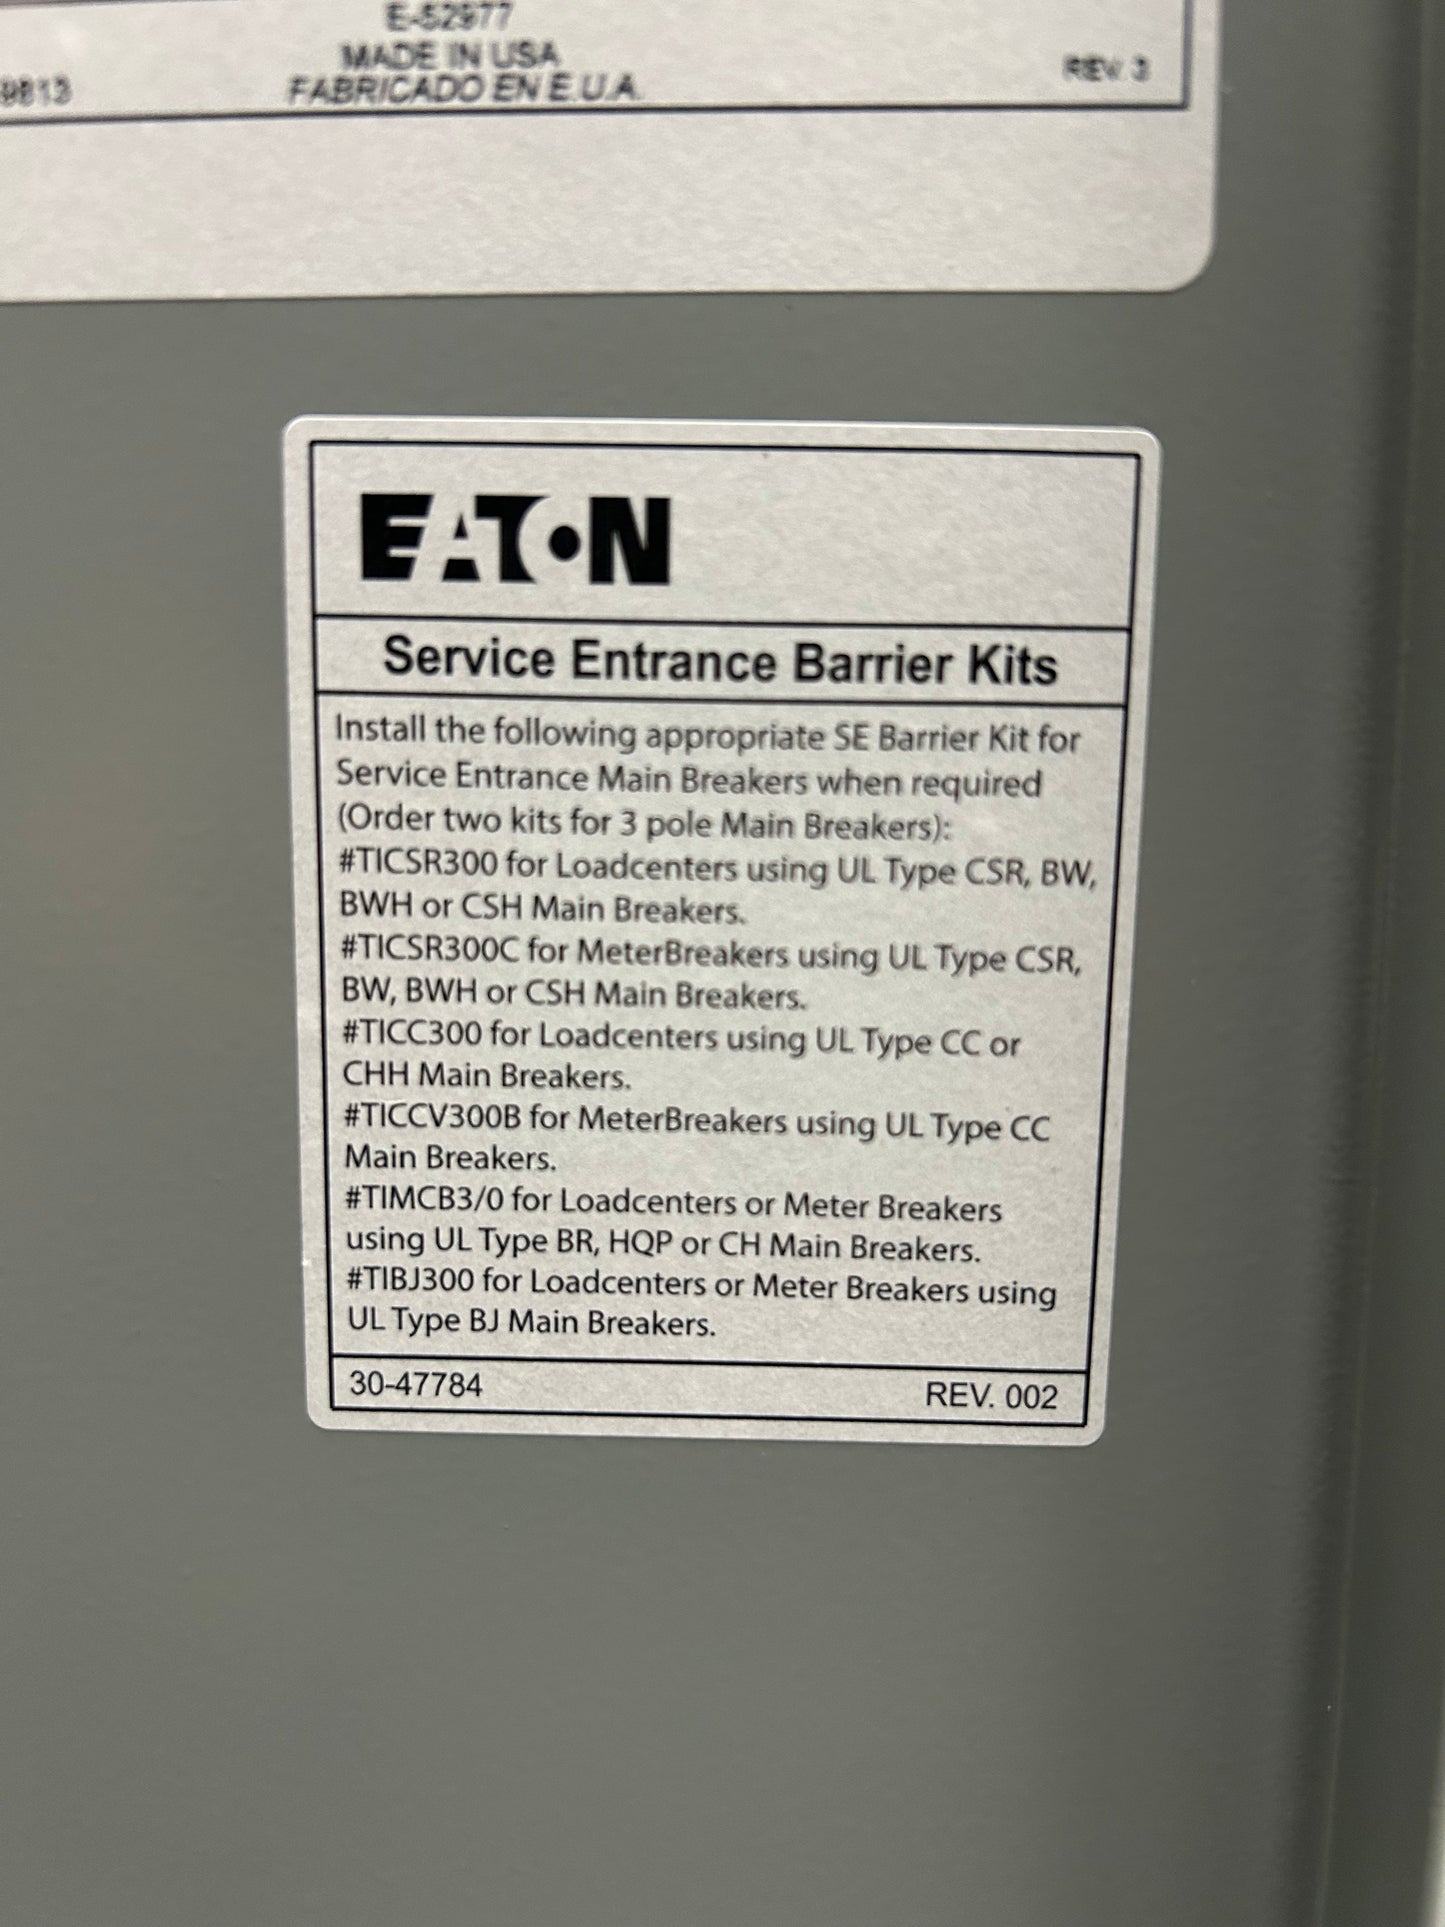 E-52977
MADE IN USA
9813 FABRICADO EN E.U.A. REV. 3
EATON
Service Entrance Barrier Kits
Install the following appropriate SE Barrier Kit for
Service Entrance Main Breakers when required
(Order two kits for 3 pole Main Breakers):
#TICSR300 for Loadcenters using UL Type CSR, BW,
BWH or CSH Main Breakers.
#TICSR300C for MeterBreakers using UL Type CSR,
BW, BWH or CSH Main Breakers.
#TICC300 for Loadcenters using UL Type CC or
CHH Main Breakers.
#TICCV300B for MeterBreakers using UL Type CC
Main Breakers.
#TIMCB3/0 for Loadcenters or Meter Breakers
using UL Type BR, HQP or CH Main Breakers.
#TIBJ300 for Loadcenters or Meter Breakers using
UL Type BJ Main Breakers.
30-47784 REV. 002